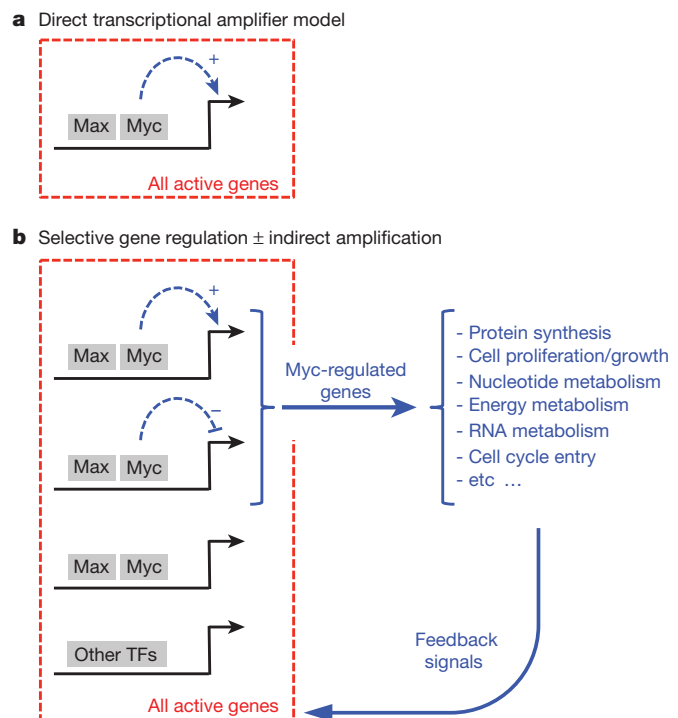 a Direct transcriptional amplifier model
+
Max Myc
All active genes
b Selective gene regulation ± indirect amplification
+
Max Myc
−
Max Myc
Max Myc
Other TFs
All active genes
Myc-regulated
genes
- Protein synthesis
- Cell proliferation/growth
- Nucleotide metabolism
- Energy metabolism
- RNA metabolism
- Cell cycle entry
- etc ...
Feedback
signals